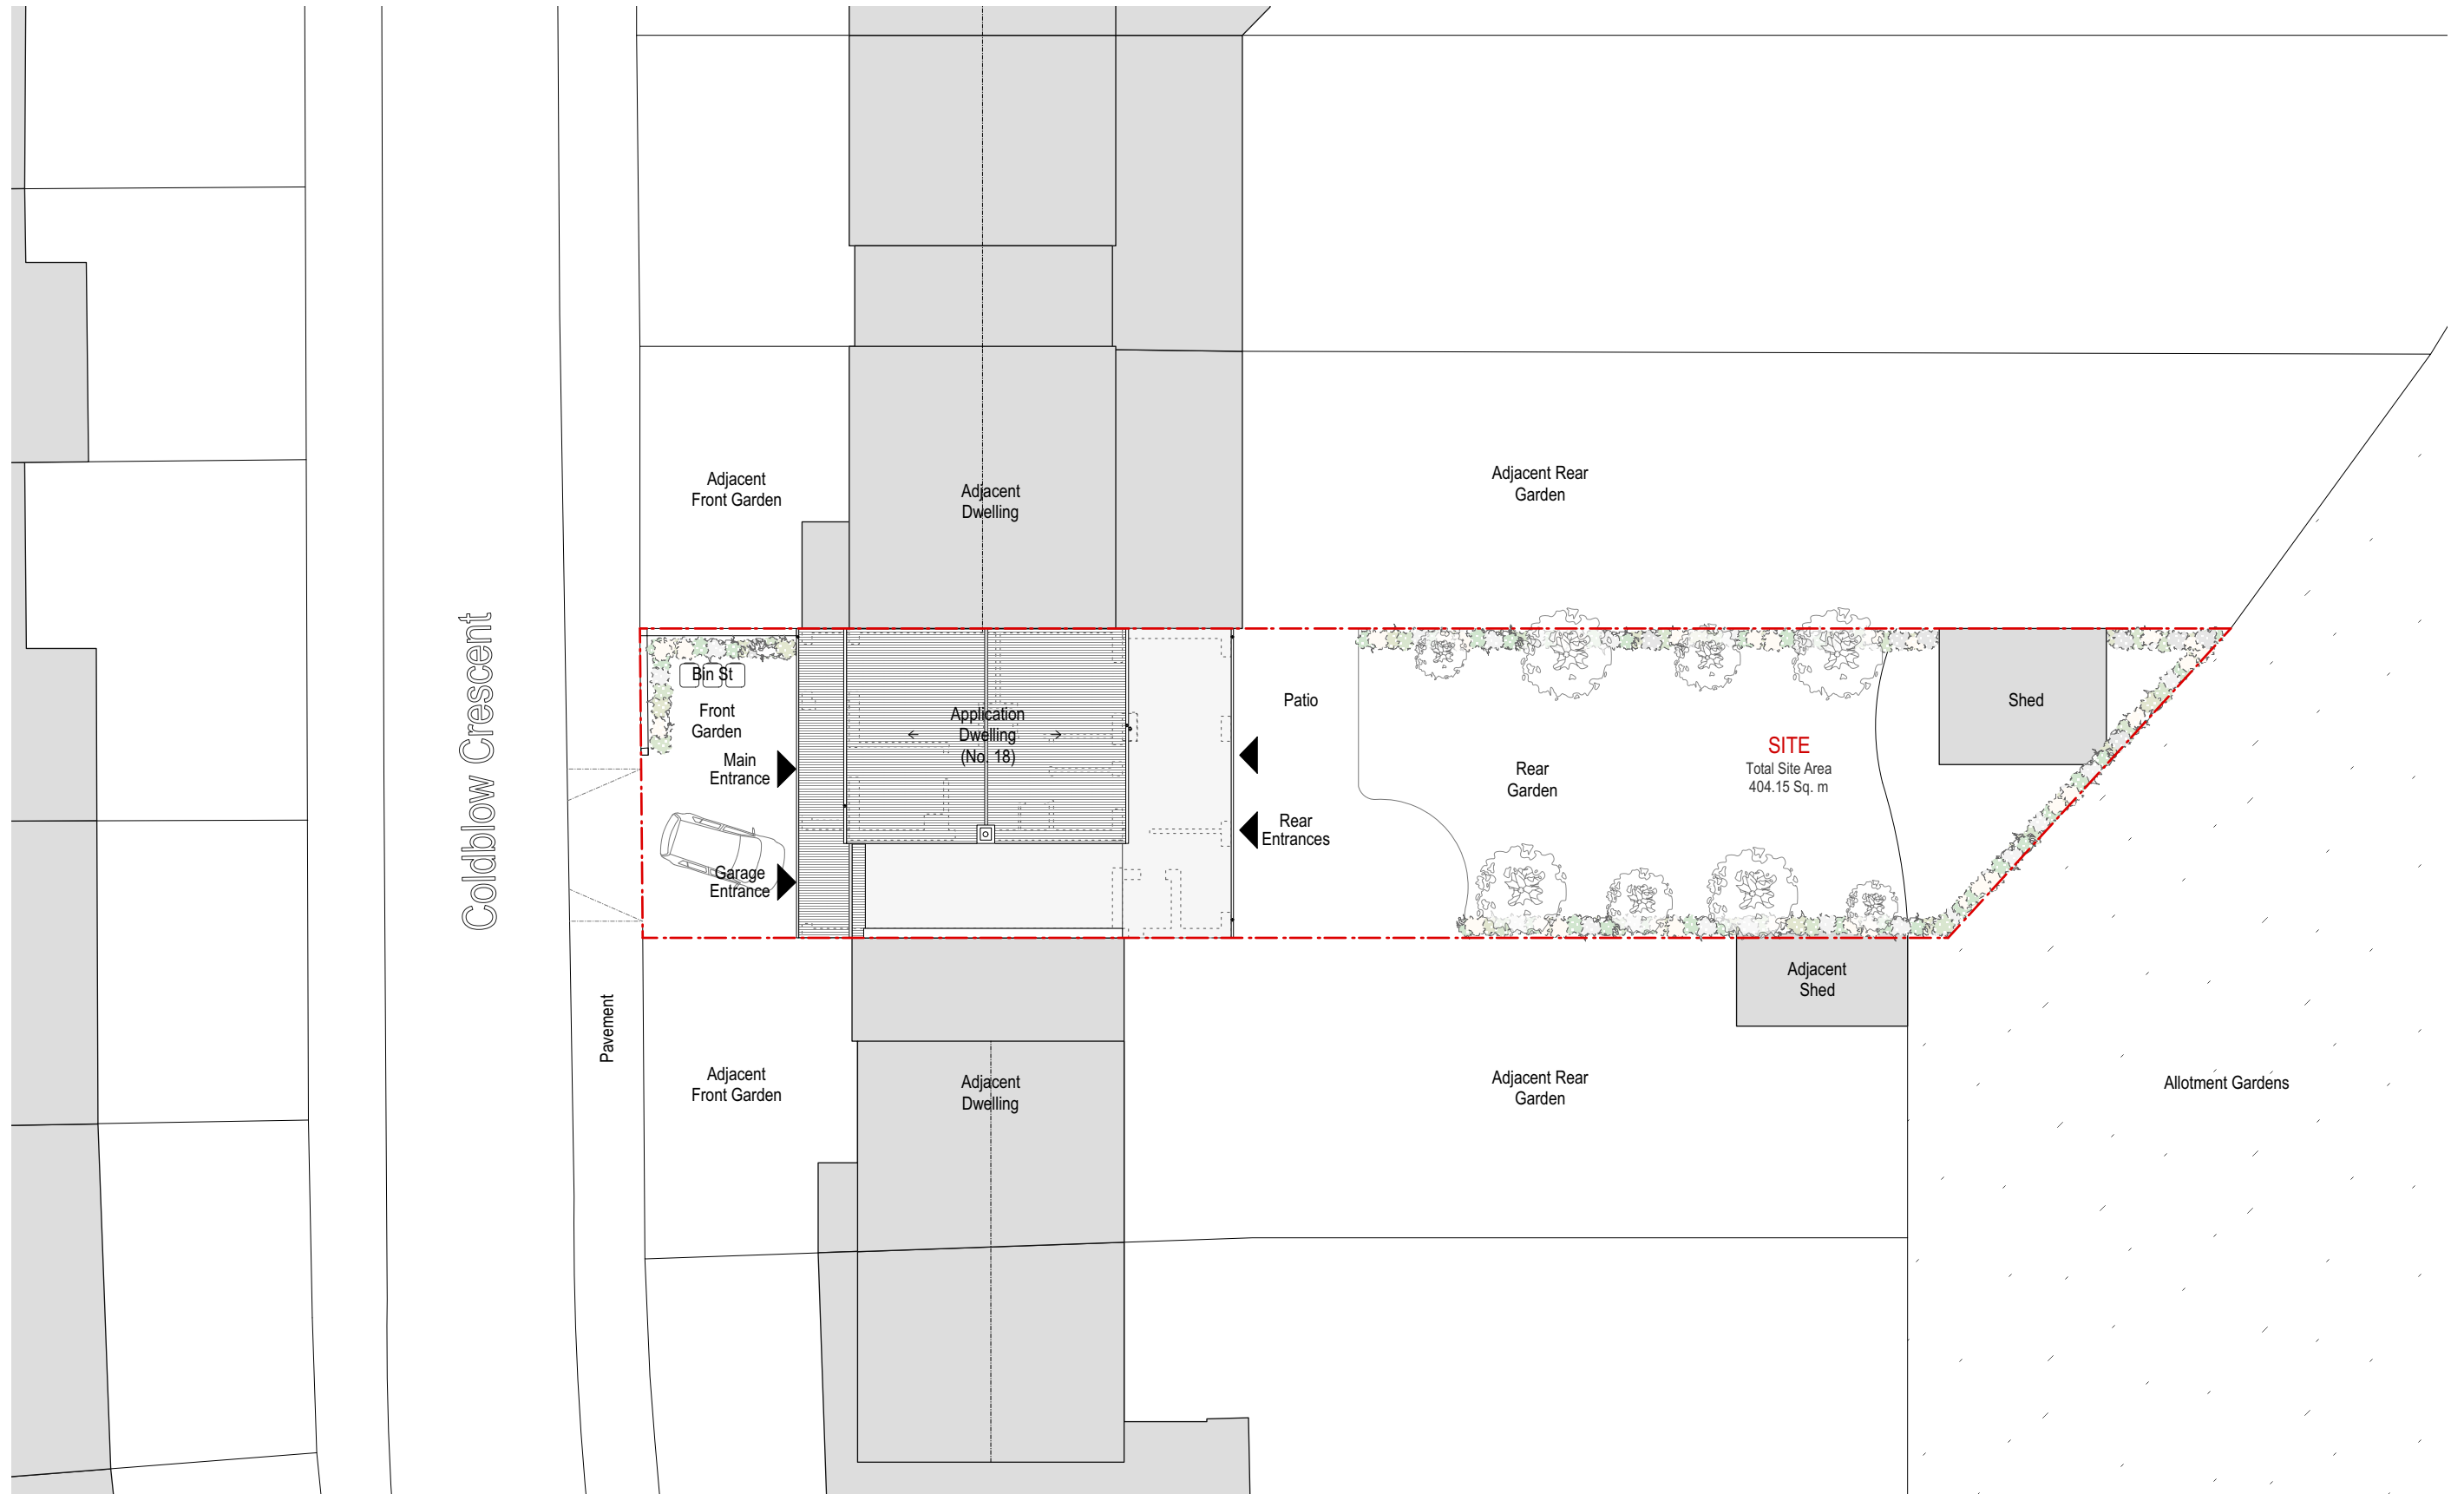 Coldblow Crescent
Pavement
Adjacent
Front Garden
Adjacent
Dwelling
Adjacent Rear
Garden
Bin St
Front
Garden
Main
Entrance
Garage
Entrance
Application
Dwelling
(No. 18)
Patio
Rear
Entrances
Rear
Garden
SITE
Total Site Area
404.15 Sq. m
Shed
Adjacent
Shed
Adjacent
Front Garden
Adjacent
Dwelling
Adjacent Rear
Garden
Allotment Gardens